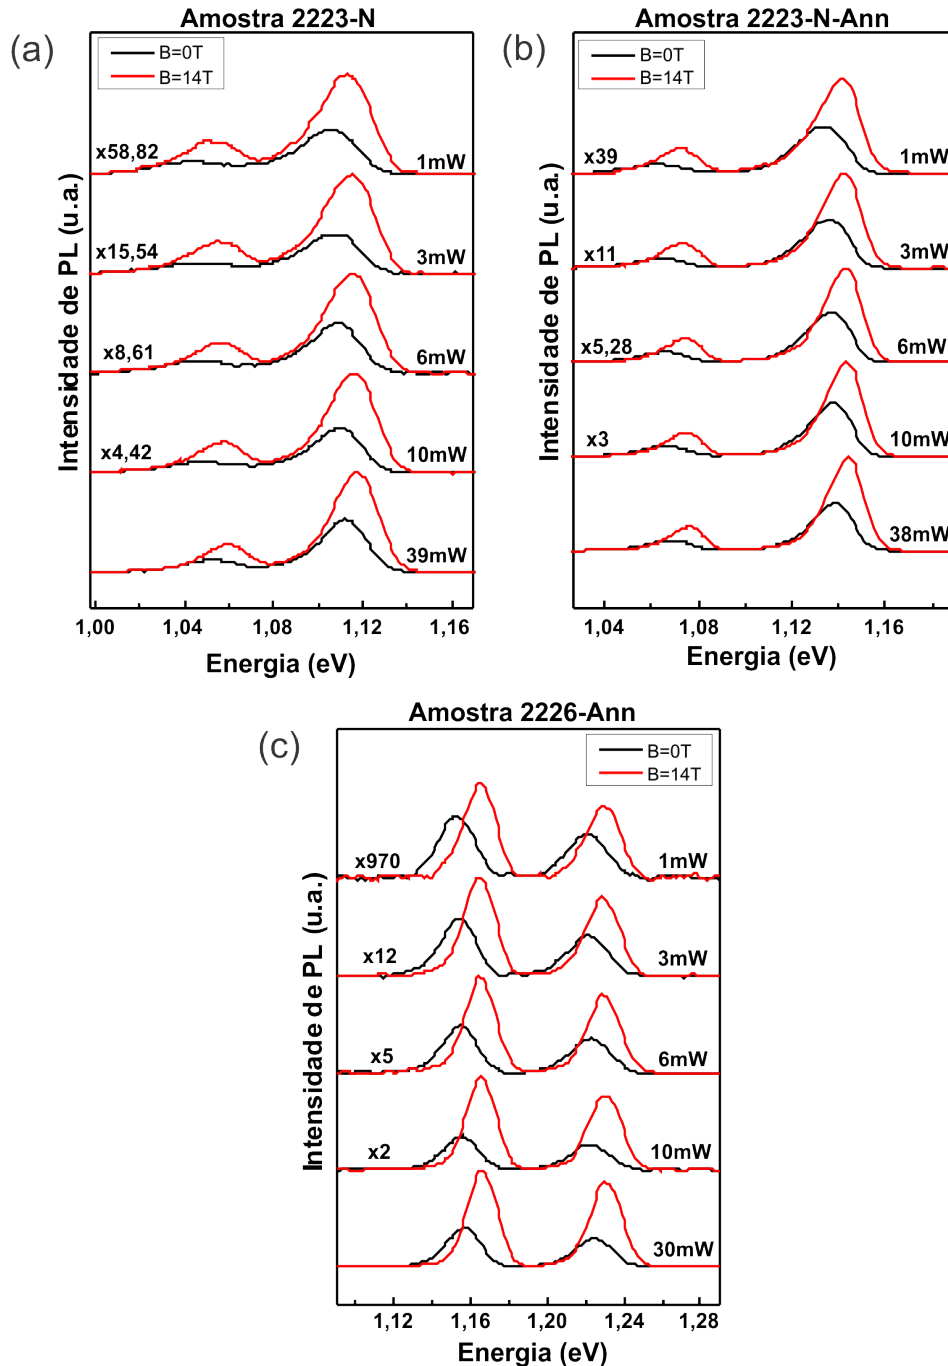 Amostra 2223-N
(a)
B=0T
B=14T
x58,82
1mW
x15,54
3mW
x8,61
6mW
x4,42
10mW
39mW
Intensidade de PL (u.a.)
1,00 1,04 1,08 1,12 1,16
Energia (eV)
Amostra 2223-N-Ann
(b)
B=0T
B=14T
x39
1mW
x11
3mW
x5,28
6mW
x3
10mW
38mW
Intensidade de PL (u.a.)
1,04 1,08 1,12 1,16
Energia (eV)
Amostra 2226-Ann
(c)
B=0T
B=14T
x970
1mW
x12
3mW
x5
6mW
x2
10mW
30mW
Intensidade de PL (u.a.)
1,12 1,16 1,20 1,24 1,28
Energia (eV)